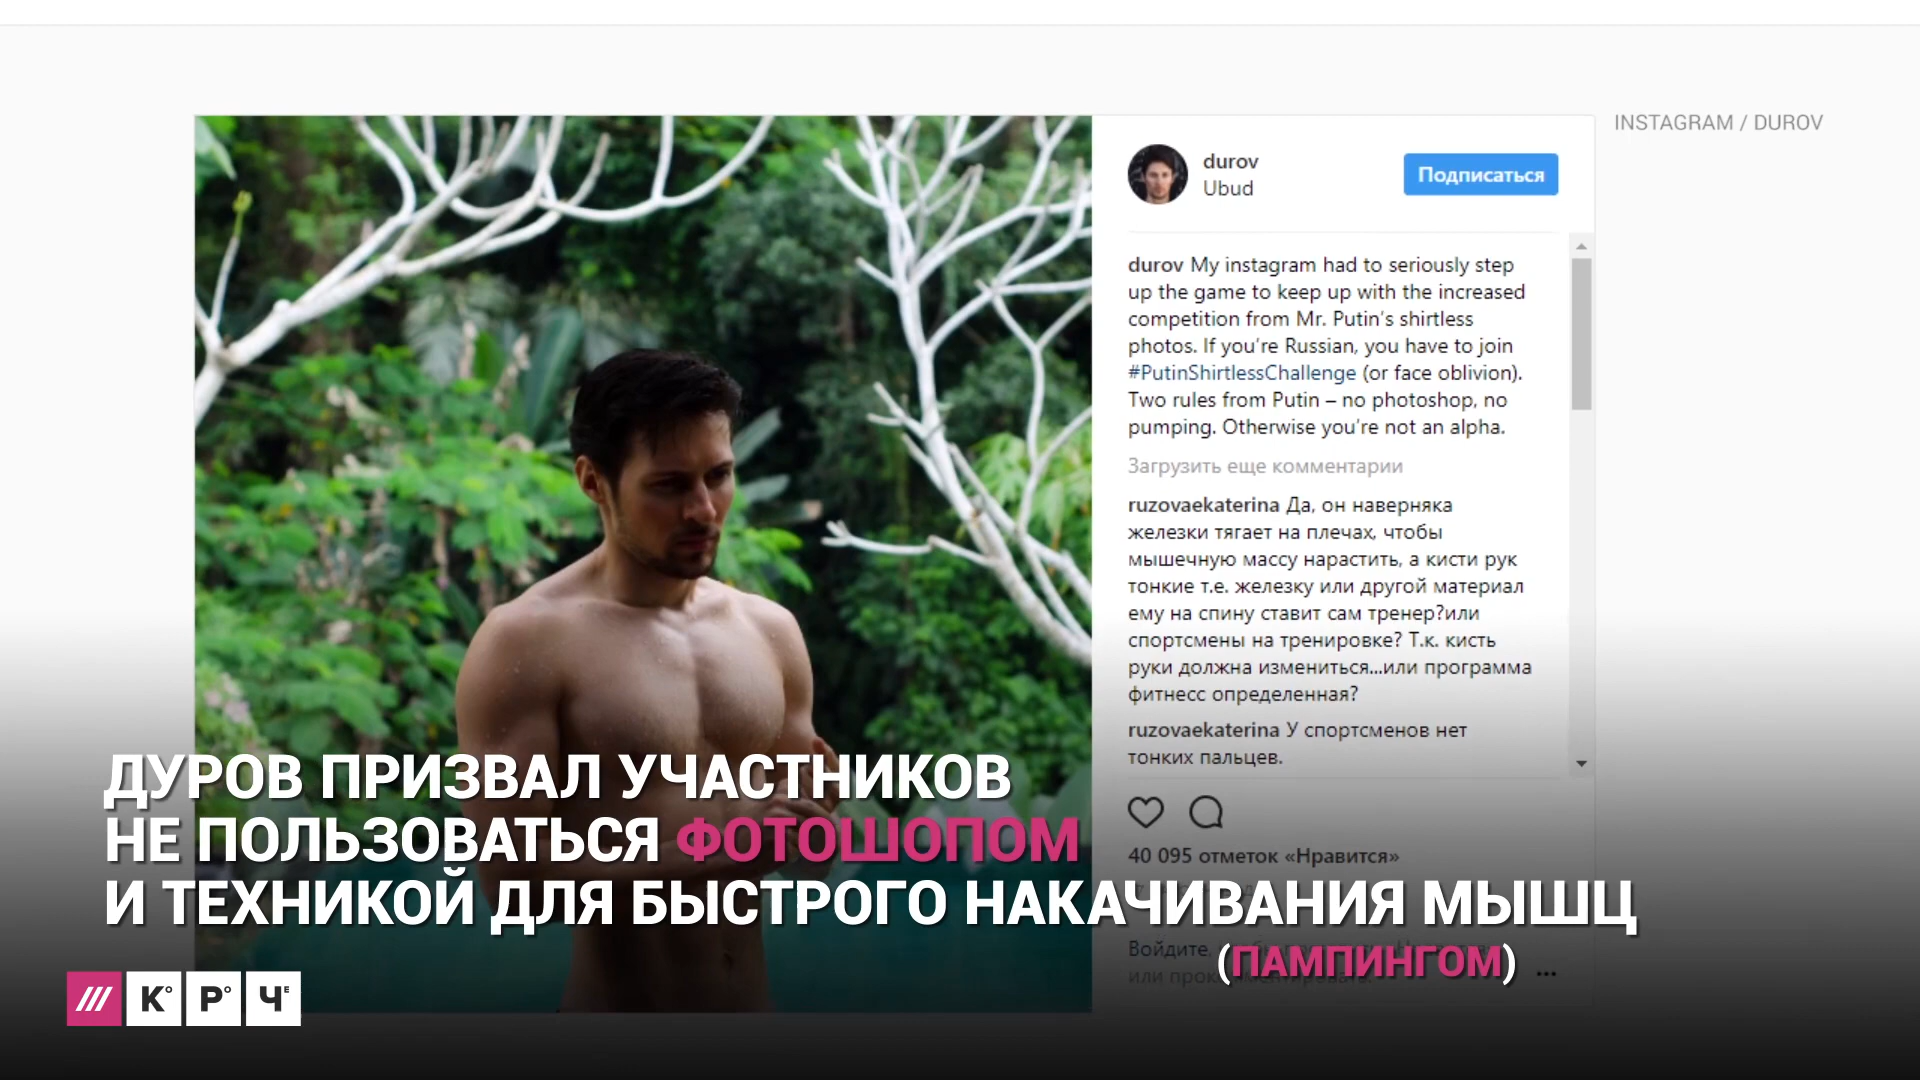 INSTAGRAM / DUROV
durov
Ubud
Подписаться
durov My instagram had to seriously step
up the game to keep up with the increased
competition from Mr. Putin's shirtless
photos. If you're Russian, you have to join
#PutinShirtlessChallenge (or face oblivion).
Two rules from Putin – no photoshop, no
pumping. Otherwise you're not an alpha.
Загрузить еще комментарии
ruzovaekaterina Да, он наверняка
железки тягает на плечах, чтобы
мышечную массу нарастить, а кисти рук
тонкие т.е. железку или другой материал
ему на спину ставит сам тренер?или
спортсмены на тренировке? Т.к. кисть
руки должна измениться...или программа
фитнесс определенная?
ruzovaekaterina У спортсменов нет
тонких пальцев.
40 095 отметок «Нравится»
Войдите,
или
ДУРОВ ПРИЗВАЛ УЧАСТНИКОВ
НЕ ПОЛЬЗОВАТЬСЯ ФОТОШОПОМ
И ТЕХНИКОЙ ДЛЯ БЫСТРОГО НАКАЧИВАНИЯ МЫШЦ
(ПАМПИНГОМ)
/// Кº Рº ЧЕ